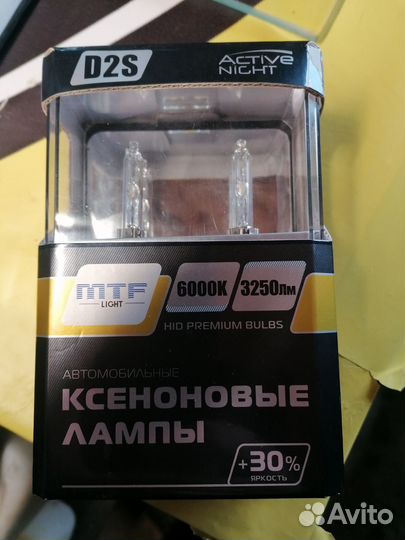 D2S
ACTIVE
NIGHT
MTF
LIGHT
6000K
3250лм
HID PREMIUM BULBS
АВТОМОБИЛЬНЫЕ
КСЕНОНОВЫЕ
ЛАМПЫ
+30%
ЯРКОСТЬ
Avito